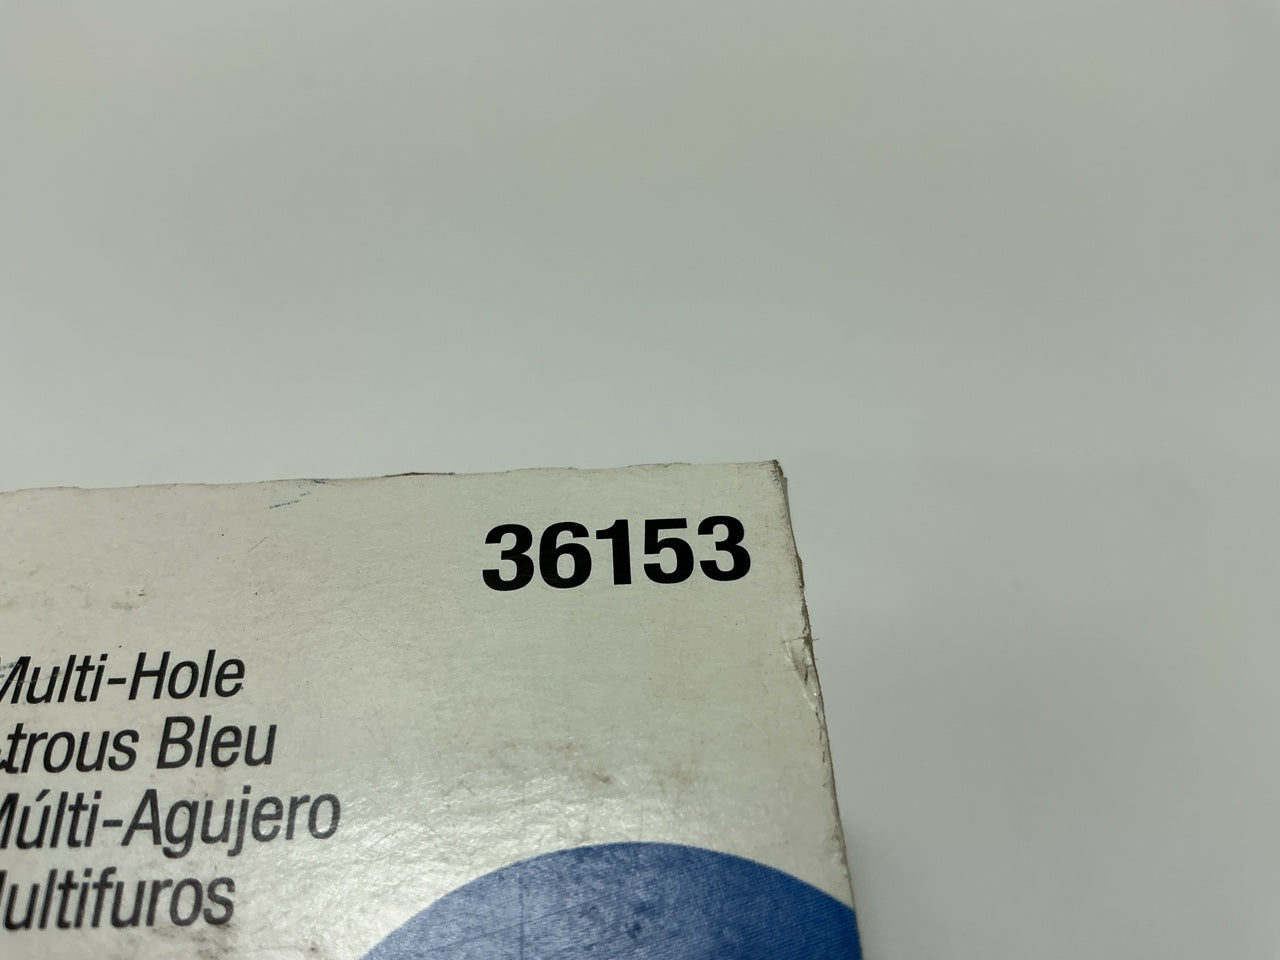 36153
Multi-Hole
trous Bleu
Múlti-Agujero
ultifuros